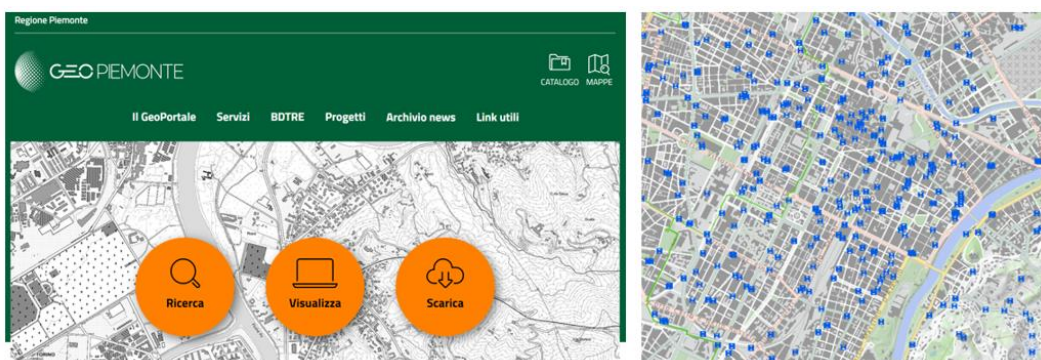 Regione Piemonte
GEO PIEMONTE
CATALOGO MAPPE
Il GeoPortale Servizi BDTRE Progetti Archivio news Link utili
Ricerca Visualizza Scarica